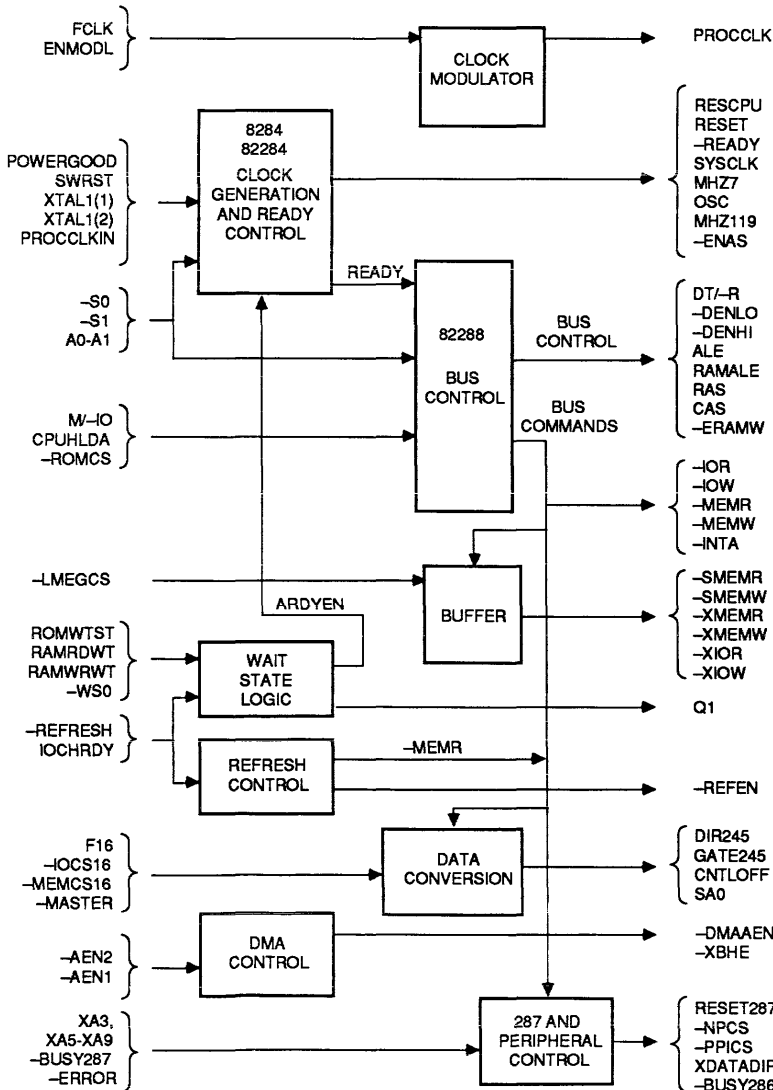 FCLK
ENMODL
CLOCK
MODULATOR
PROCCLK
POWERGOOD
SWRST
XTAL1(1)
XTAL1(2)
PROCCLKIN
8284
82284
CLOCK
GENERATION
AND READY
CONTROL
RESCPU
RESET
–READY
SYSCLK
MHZ7
OSC
MHZ119
–ENAS
–S0
–S1
A0-A1
READY
82288
BUS
CONTROL
BUS
CONTROL
DT/–R
–DENLO
–DENHI
ALE
RAMALE
RAS
CAS
–ERAMW
M/–IO
CPUHLDA
–ROMCS
BUS
COMMANDS
–IOR
–IOW
–MEMR
–MEMW
–INTA
–LMEGCS
ARDYEN
BUFFER
–SMEMR
–SMEMW
–XMEMR
–XMEMW
–XIOR
–XIOW
ROMWTST
RAMRDWT
RAMWRWT
–WS0
WAIT
STATE
LOGIC
Q1
–REFRESH
IOCHRDY
REFRESH
CONTROL
–MEMR
–REFEN
F16
–IOCS16
–MEMCS16
–MASTER
DATA
CONVERSION
DIR245
GATE245
CNTLOFF
SA0
–AEN2
–AEN1
DMA
CONTROL
–DMAAEN
–XBHE
XA3,
XA5-XA9
–BUSY287
–ERROR
287 AND
PERIPHERAL
CONTROL
RESET287
–NPCS
–PPICS
XDATADIR
–BUSY286